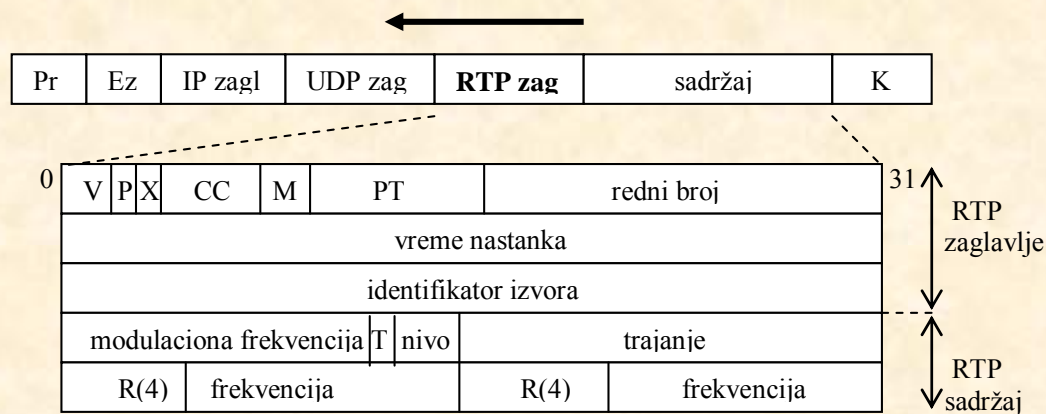 Pr Ez IP zagl UDP zag RTP zag sadržaj K
0 V P X CC M PT redni broj 31
vreme nastanka
identifikator izvora
RTP
zaglavlje
modulaciona frekvencija T nivo trajanje
R(4) frekvencija R(4) frekvencija
RTP
sadržaj